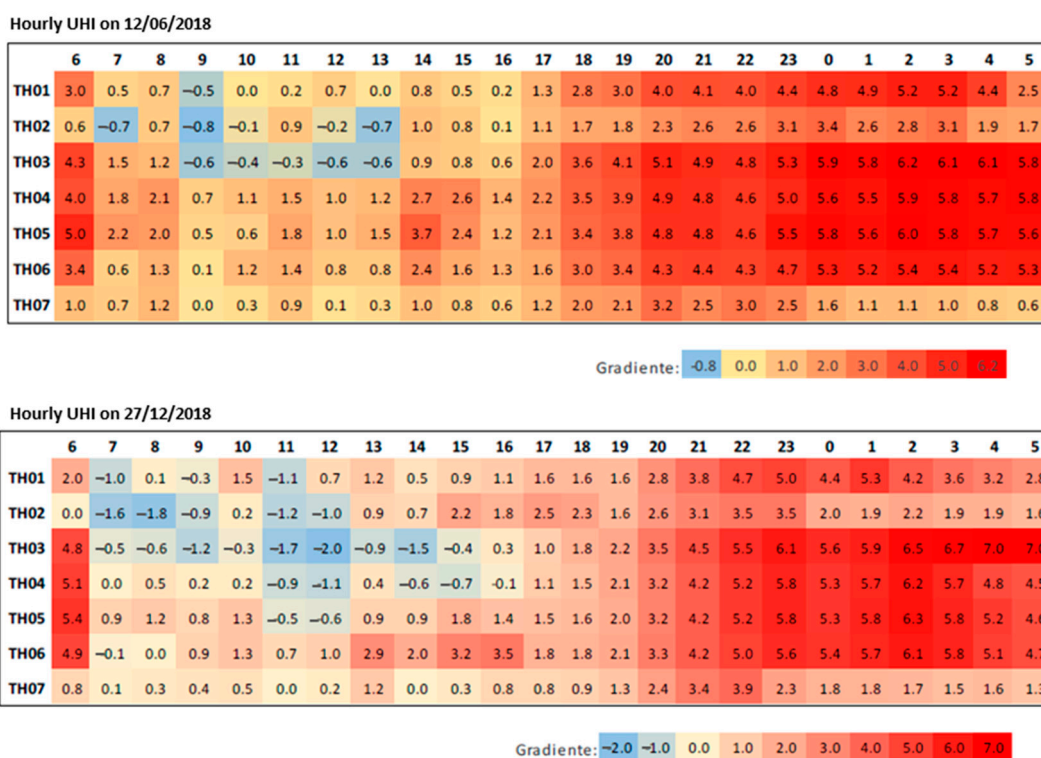 Hourly UHI on 12/06/2018
6 7 8 9 10 11 12 13 14 15 16 17 18 19 20 21 22 23 0 1 2 3 4 5
TH01 3.0 0.5 0.7 −0.5 0.0 0.2 0.7 0.0 0.8 0.5 0.2 1.3 2.8 3.0 4.0 4.1 4.0 4.4 4.8 4.9 5.2 5.2 4.4 2.5
TH02 0.6 −0.7 0.7 −0.8 −0.1 0.9 −0.2 −0.7 1.0 0.8 0.1 1.1 1.7 1.8 2.3 2.6 2.6 3.1 3.4 2.6 2.8 3.1 1.9 1.7
TH03 4.3 1.5 1.2 −0.6 −0.4 −0.3 −0.6 −0.6 0.9 0.8 0.6 2.0 3.6 4.1 5.1 4.9 4.8 5.3 5.9 5.8 6.2 6.1 6.1 5.8
TH04 4.0 1.8 2.1 0.7 1.1 1.5 1.0 1.2 2.7 2.6 1.4 2.2 3.5 3.9 4.9 4.8 4.6 5.0 5.6 5.5 5.9 5.8 5.7 5.8
TH05 5.0 2.2 2.0 0.5 0.6 1.8 1.0 1.5 3.7 2.4 1.2 2.1 3.4 3.8 4.8 4.8 4.6 5.5 5.8 5.6 6.0 5.8 5.7 5.6
TH06 3.4 0.6 1.3 0.1 1.2 1.4 0.8 0.8 2.4 1.6 1.3 1.6 3.0 3.4 4.3 4.4 4.3 4.7 5.3 5.2 5.4 5.4 5.2 5.3
TH07 1.0 0.7 1.2 0.0 0.3 0.9 0.1 0.3 1.0 0.8 0.6 1.2 2.0 2.1 3.2 2.5 3.0 2.5 1.6 1.1 1.1 1.0 0.8 0.6
Gradiente: -0.8 0.0 1.0 2.0 3.0 4.0 5.0 6.2
Hourly UHI on 27/12/2018
6 7 8 9 10 11 12 13 14 15 16 17 18 19 20 21 22 23 0 1 2 3 4 5
TH01 2.0 −1.0 0.1 −0.3 1.5 −1.1 0.7 1.2 0.5 0.9 1.1 1.6 1.6 1.6 2.8 3.8 4.7 5.0 4.4 5.3 4.2 3.6 3.2 2.8
TH02 0.0 −1.6 −1.8 −0.9 0.2 −1.2 −1.0 0.9 0.7 2.2 1.8 2.5 2.3 1.6 2.6 3.1 3.5 3.5 2.0 1.9 2.2 1.9 1.9 1.6
TH03 4.8 −0.5 −0.6 −1.2 −0.3 −1.7 −2.0 −0.9 −1.5 −0.4 0.3 1.0 1.8 2.2 3.5 4.5 5.5 6.1 5.6 5.9 6.5 6.7 7.0
TH04 5.1 0.0 0.5 0.2 0.2 −0.9 −1.1 0.4 −0.6 −0.7 -0.1 1.1 1.5 2.1 3.2 4.2 5.2 5.8 5.3 5.7 6.2 5.7 4.8 4.5
TH05 5.4 0.9 1.2 0.8 1.3 −0.5 −0.6 0.9 0.9 1.8 1.4 1.5 1.6 2.0 3.2 4.2 5.2 5.8 5.3 5.8 6.3 5.8 5.2 4.6
TH06 4.9 −0.1 0.0 0.9 1.3 0.7 1.0 2.9 2.0 3.2 3.5 1.8 1.8 2.1 3.3 4.2 5.0 5.6 5.4 5.7 6.1 5.8 5.1 4.7
TH07 0.8 0.1 0.3 0.4 0.5 0.0 0.2 1.2 0.0 0.3 0.8 0.8 0.9 1.3 2.4 3.4 3.9 2.3 1.8 1.8 1.7 1.5 1.6 1.3
Gradiente: −2.0 −1.0 0.0 1.0 2.0 3.0 4.0 5.0 6.0 7.0